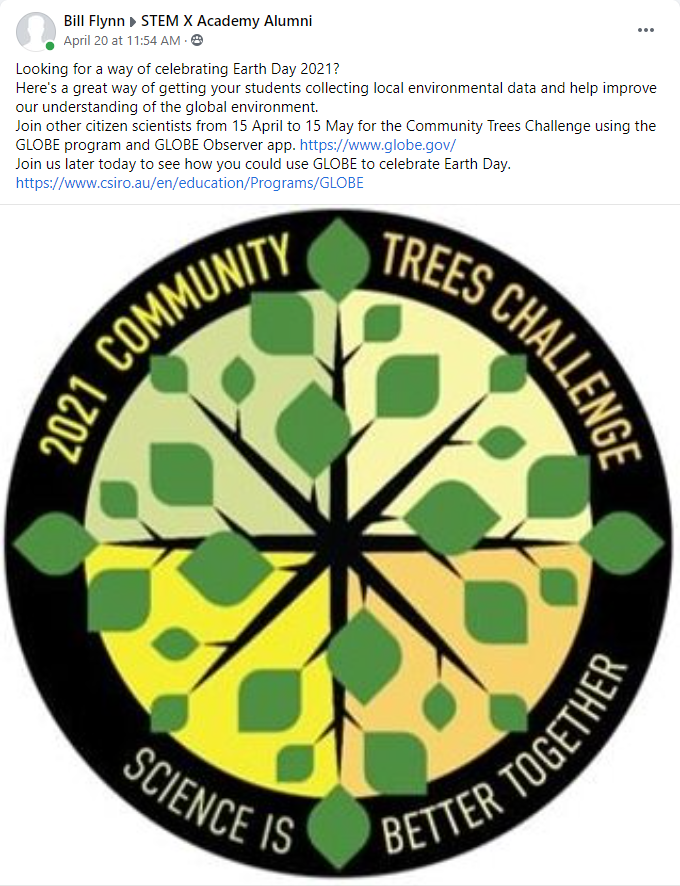 Bill Flynn STEM X Academy Alumni
April 20 at 11:54 AM ·
Looking for a way of celebrating Earth Day 2021?
Here's a great way of getting your students collecting local environmental data and help improve
our understanding of the global environment.
Join other citizen scientists from 15 April to 15 May for the Community Trees Challenge using the
GLOBE program and GLOBE Observer app. https://www.globe.gov/
Join us later today to see how you could use GLOBE to celebrate Earth Day.
https://www.csiro.au/en/education/Programs/GLOBE
2021 COMMUNITY TREES CHALLENGE
SCIENCE IS BETTER TOGETHER